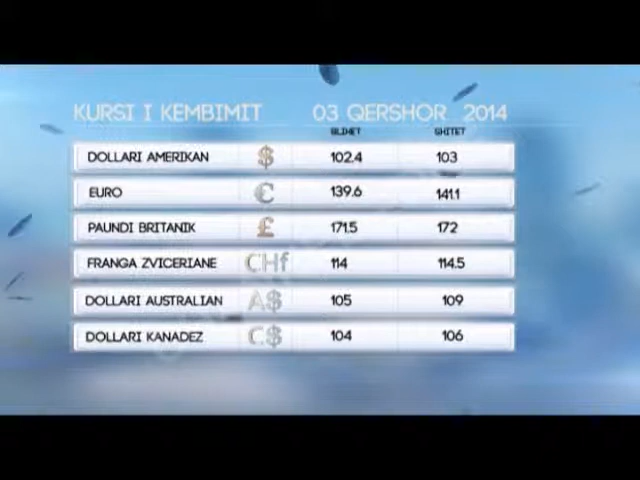 KURSI I KEMBIMIT 03 QERSHOR 2014
BLIHET SHITET
DOLLARI AMERIKAN $ 102.4 103
EURO € 139.6 141.1
PAUNDI BRITANIK £ 171.5 172
FRANGA ZVICERIANE CHf 114 114.5
DOLLARI AUSTRALIAN A$ 105 109
DOLLARI KANADEZ C$ 104 106